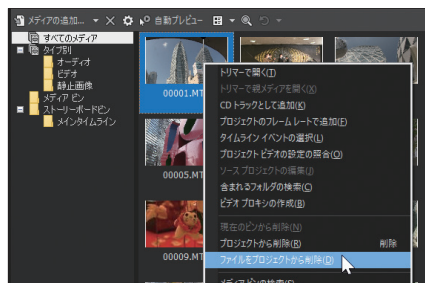 メディアの追加... 自動プレビュー
すべてのメディア
タイプ別
オーディオ
ビデオ
静止画像
メディア ビン
ストーリーボードビン
メインタイムライン
00001.MT
00005.MT
00009.MT
トリマーで開く(T)
トリマーで親メディアを開く(X)
CD トラックとして追加(K)
プロジェクトのフレーム レートで追加(F)
タイムライン イベントの選択(L)
プロジェクト ビデオの設定の照合(O)
ソース プロジェクトの編集(J)
含まれるフォルダの検索(C)
ビデオ プロキシの作成(B)
現在のビンから削除(N)
プロジェクトから削除(R) 削除
ファイルをプロジェクトから削除(D)